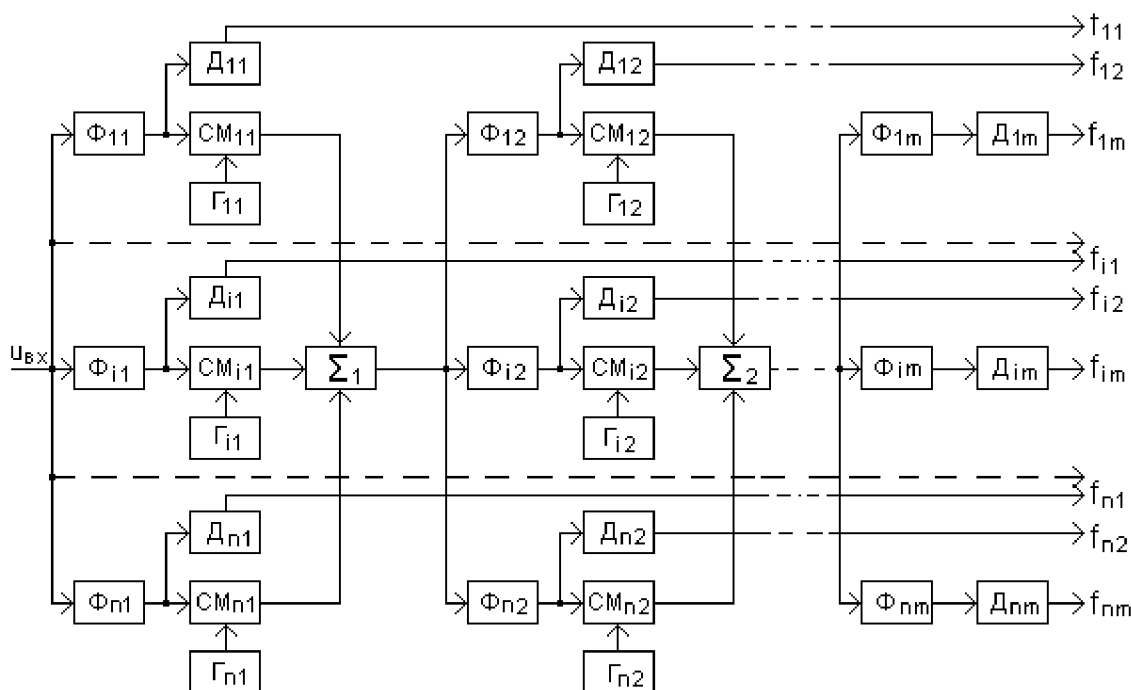 Д11 Д12 f11
f12
Ф11 СМ11 Ф12 СМ12 Ф1m Д1m f1m
Г11 Г12
fi1
Дi1 Дi2 fi2
uвх Фi1 СМi1 Σ1 Фi2 СМi2 Σ2 Фim Дim fim
Гi1 Гi2
fn1
Дn1 Дn2 fn2
Фn1 СМn1 Фn2 СМn2 Фnm Дnm fnm
Гn1 Гn2